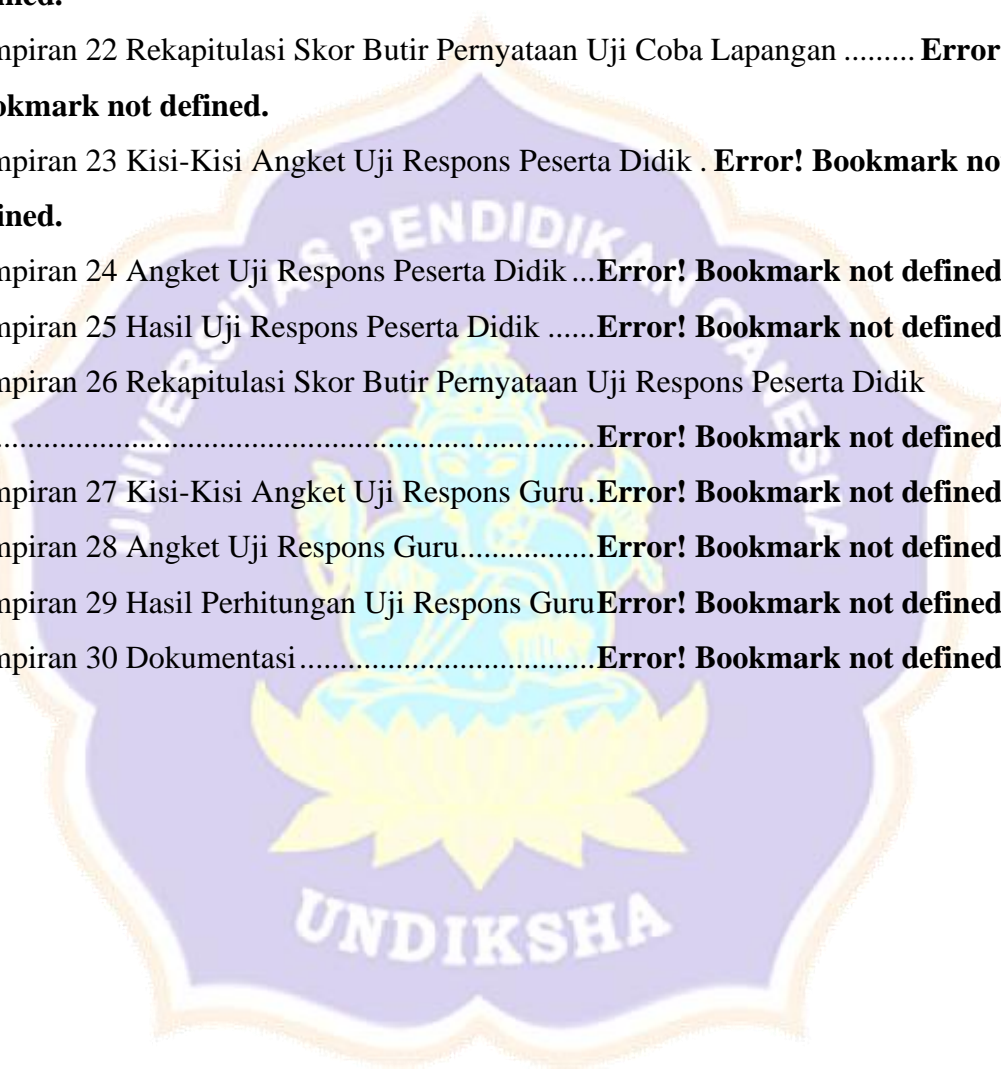 ined.
mpiran 22 Rekapitulasi Skor Butir Pernyataan Uji Coba Lapangan ......... Error
okmark not defined.
mpiran 23 Kisi-Kisi Angket Uji Respons Peserta Didik . Error! Bookmark no
ined.
mpiran 24 Angket Uji Respons Peserta Didik ...Error! Bookmark not defined
mpiran 25 Hasil Uji Respons Peserta Didik ......Error! Bookmark not defined
mpiran 26 Rekapitulasi Skor Butir Pernyataan Uji Respons Peserta Didik
...........................................................................Error! Bookmark not defined
mpiran 27 Kisi-Kisi Angket Uji Respons Guru.Error! Bookmark not defined
mpiran 28 Angket Uji Respons Guru.................Error! Bookmark not defined
mpiran 29 Hasil Perhitungan Uji Respons GuruError! Bookmark not defined
mpiran 30 Dokumentasi.....................................Error! Bookmark not defined
UNIVERSITAS PENDIDIKAN GANESHA
UNDIKSHA